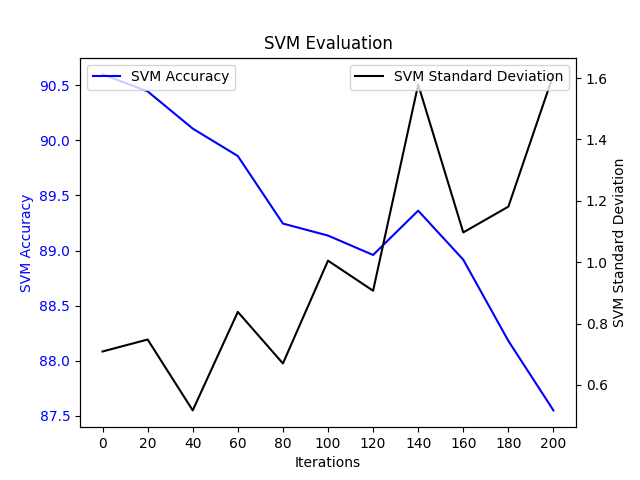 SVM Evaluation
SVM Accuracy
SVM Standard Deviation
90.5
90.0
89.5
89.0
88.5
88.0
87.5
SVM Accuracy
1.6
1.4
1.2
1.0
0.8
0.6
SVM Standard Deviation
0 20 40 60 80 100 120 140 160 180 200
Iterations